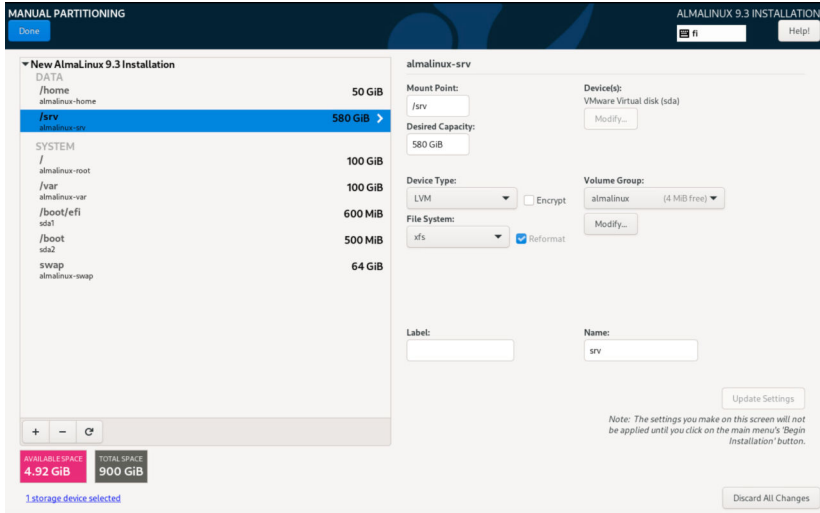 MANUAL PARTITIONING
ALMALINUX 9.3 INSTALLATION
Done
fi
Help!
New AlmaLinux 9.3 Installation
DATA
/home
50 GiB
almalinux-home
/srv
580 GiB
almalinux-srv
SYSTEM
/
100 GiB
almalinux-root
/var
100 GiB
almalinux-var
/boot/efi
600 MiB
sda1
/boot
500 MiB
sda2
swap
64 GiB
almalinux-swap
+ −
AVAILABLE SPACE
4.92 GiB
TOTAL SPACE
900 GiB
1 storage device selected
almalinux-srv
Mount Point:
/srv
Desired Capacity:
580 GiB
Device(s):
VMware Virtual disk (sda)
Modify...
Device Type:
LVM
Encrypt
File System:
xfs
Reformat
Volume Group:
almalinux (4 MiB free)
Modify...
Label:
Name:
srv
Update Settings
Note: The settings you make on this screen will not
be applied until you click on the main menu's 'Begin
Installation' button.
Discard All Changes